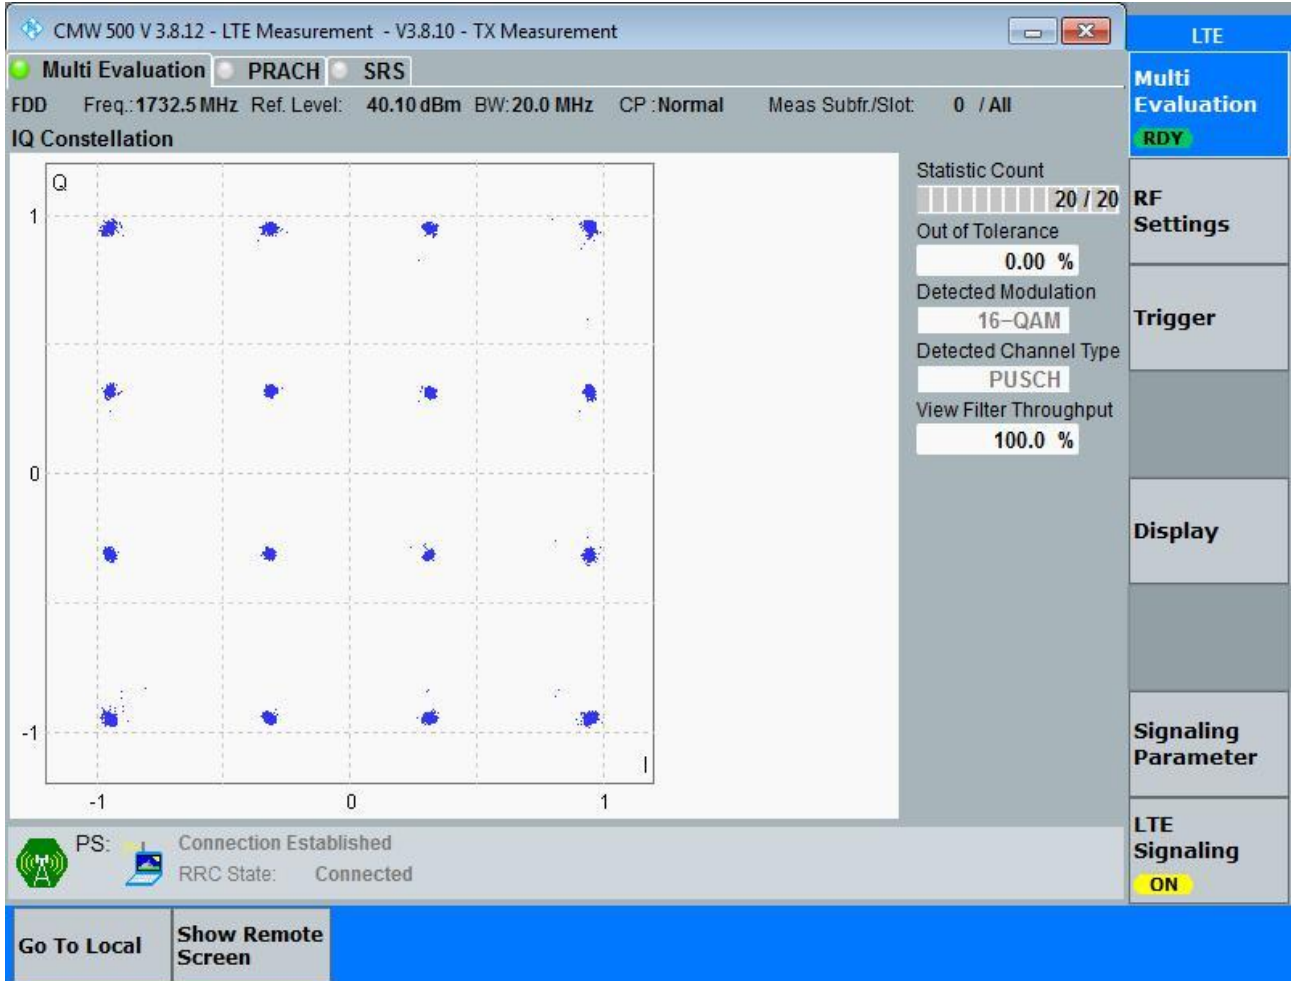 CMW 500 V 3.8.12 - LTE Measurement - V3.8.10 - TX Measurement
LTE
Multi Evaluation PRACH SRS
FDD Freq.:1732.5 MHz Ref. Level: 40.10 dBm BW:20.0 MHz CP :Normal Meas Subfr./Slot: 0 / All
IQ Constellation
Q
1
0
-1
-1 0 1
I
Statistic Count
20 / 20
Out of Tolerance
0.00 %
Detected Modulation
16-QAM
Detected Channel Type
PUSCH
View Filter Throughput
100.0 %
Multi
Evaluation
RDY
RF
Settings
Trigger
Display
Signaling
Parameter
LTE
Signaling
ON
PS: Connection Established
RRC State: Connected
Go To Local
Show Remote
Screen